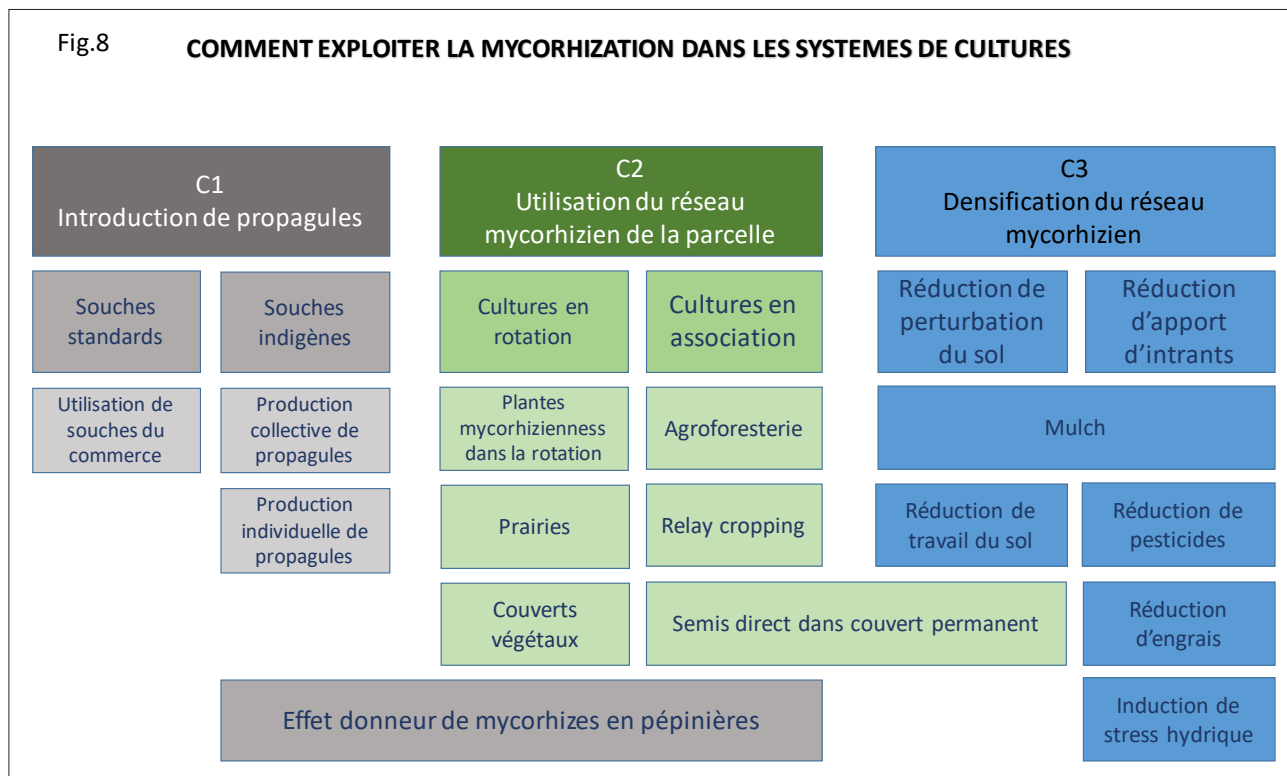 Fig.8
COMMENT EXPLOITER LA MYCORHIZATION DANS LES SYSTEMES DE CULTURES
C1
Introduction de propagules
C2
Utilisation du réseau
mycorhizien de la parcelle
C3
Densification du réseau
mycorhizien
Souches
standards
Souches
indigènes
Cultures en
rotation
Cultures en
association
Réduction de
perturbation
du sol
Réduction
d'apport
d'intrants
Utilisation de
souches du
commerce
Production
collective de
propagules
Plantes
mycorhizienness
dans la rotation
Agroforesterie
Mulch
Production
individuelle de
propagules
Prairies
Relay cropping
Réduction de
travail du sol
Réduction de
pesticides
Couverts
végétaux
Semis direct dans couvert permanent
Réduction
d'engrais
Effet donneur de mycorhizes en pépinières
Induction de
stress hydrique